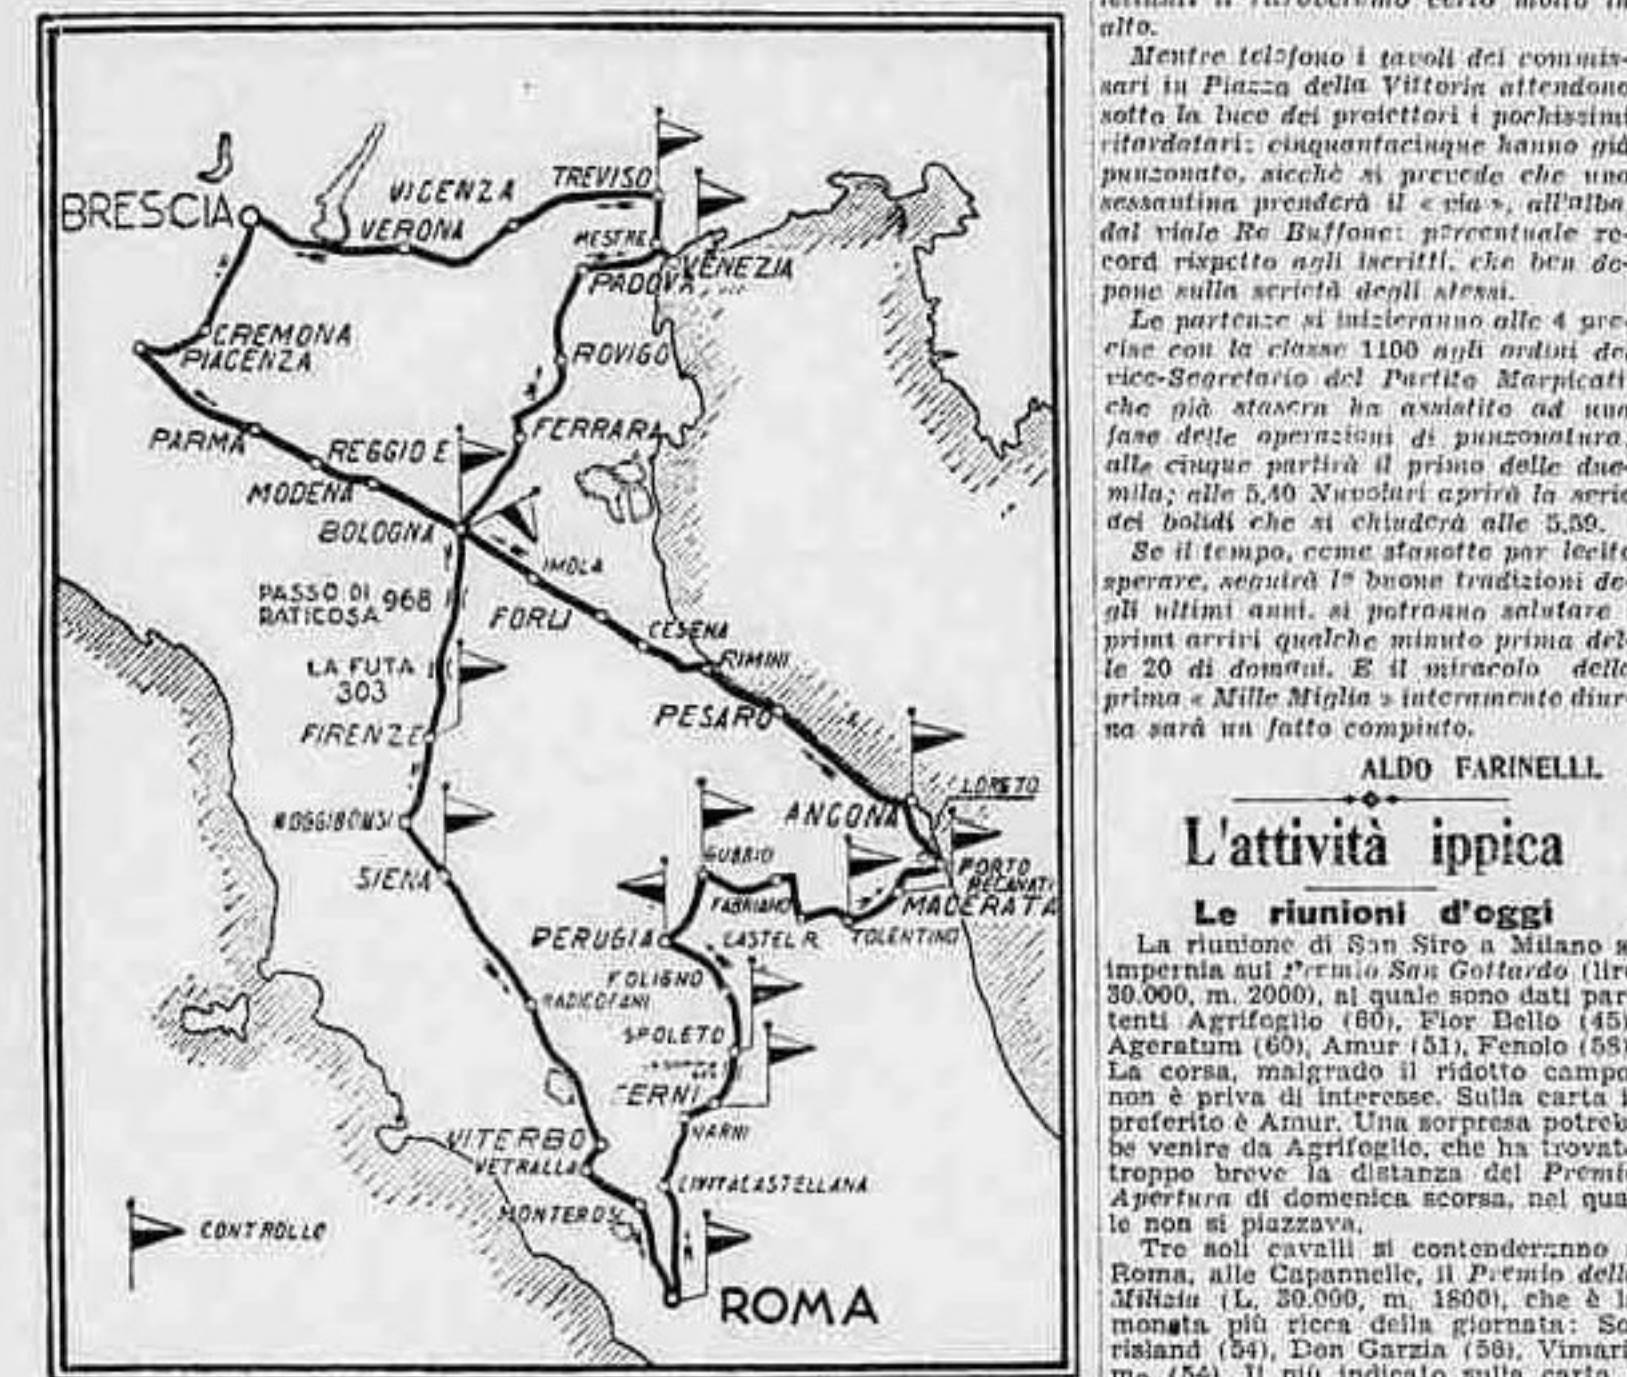 BRESCIA
VICENZA
TREVISO
VERONA
MESTRE
VENEZIA
PADOVA
CREMONA
PIACENZA
ROVIGO
PARMA
REGGIO E
FERRARA
MODENA
BOLOGNA
IMOLA
PASSO DI
RATICOSA 968
FORLI
CESENA
LA FUTA
303
RIMINI
FIRENZE
PESARO
LORETO
ANCONA
POGGIBONSI
SIENA
GUBBIO
PORTO
RECANATI
FABRIANO
MACERATA
PERUGIA
CASTEL R.
TOLENTINO
FOLIGNO
RADICOFANI
SPOLETO
TERNI
NARNI
VITERBO
VETRALLA
CIVITACASTELLANA
MONTEROSI
CONTROLLO
ROMA
alto.
Mentre telefono i tavoli dei commis-
sari in Piazza della Vittoria attendono
sotto la luce dei proiettori i pochissimi
ritardatari: cinquantacinque hanno già
punzonato, sicchè si prevede che una
sessantina prenderà il « via », all'alba,
dal viale Re Buffone: percentuale re-
cord rispetto agli iscritti, che ben de-
pone sulla serietà degli stessi.
Le partenze si inizieranno alle 4 pre-
cise con la classe 1100 agli ordini del
vice-Segretario del Partito Marpicati
che già stasera ha assistito ad una
fase delle operazioni di punzonatura,
alle cinque partirà il primo delle due-
mila; alle 5,40 Nuvolari aprirà la serie
dei bolidi che si chiuderà alle 5,59.
Se il tempo, come stanotte par lecito
sperare, seguirà le buone tradizioni de-
gli ultimi anni, si potranno salutare
primi arrivi qualche minuto prima del-
le 20 di domani. E il miracolo della
prima « Mille Miglia » interamente diur-
na sarà un fatto compiuto.
ALDO FARINELLI.
L'attività ippica
Le riunioni d'oggi
La riunione di San Siro a Milano s
impernia sul Premio San Gottardo (lire
30.000, m. 2000), al quale sono dati par
tenti Agrifoglio (60), Fior Bello (45)
Ageratum (60), Amur (51), Fenolo (58)
La corsa, malgrado il ridotto campo
non è priva di interesse. Sulla carta i
preferito è Amur. Una sorpresa potreb
be venire da Agrifoglio, che ha trovato
troppo breve la distanza del Premio
Apertura di domenica scorsa, nel qua
le non si piazzava.
Tre soli cavalli si contenderanno
Roma, alle Capannelle, il Premio della
Milizia (L. 30.000, m. 1800), che è la
moneta più ricca della giornata: So
risland (54), Don Garzia (56), Vimari
ma (54). Il più indicato sulla carta